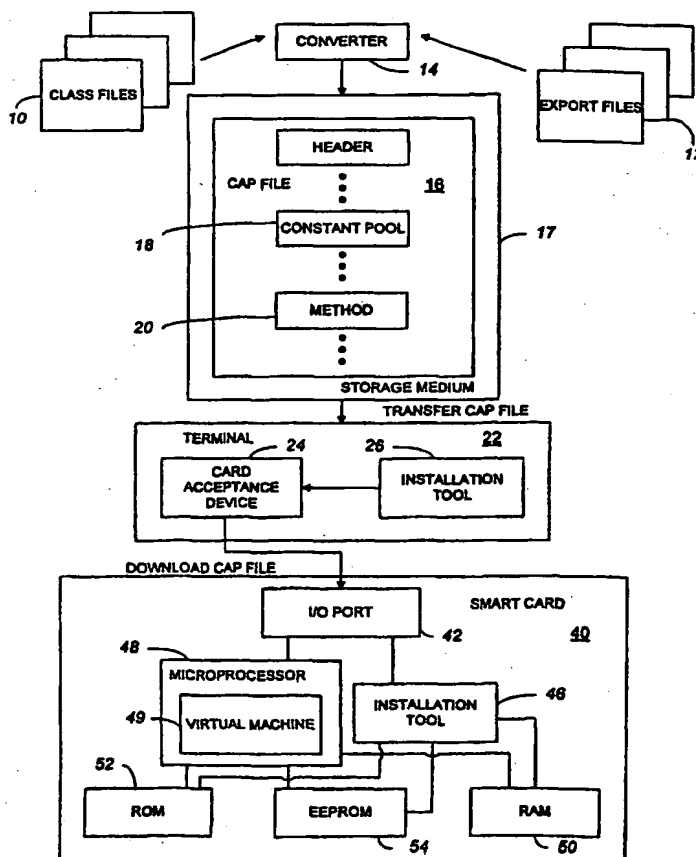 CONVERTER
14
CLASS FILES
10
EXPORT FILES
HEADER
CAP FILE
16
CONSTANT POOL
18
17
METHOD
20
STORAGE MEDIUM
TRANSFER CAP FILE
TERMINAL
24
26
22
CARD
ACCEPTANCE
DEVICE
INSTALLATION
TOOL
DOWNLOAD CAP FILE
I/O PORT
SMART CARD
42
40
48
MICROPROCESSOR
46
49
VIRTUAL MACHINE
INSTALLATION
TOOL
52
ROM
EEPROM
RAM
54
50